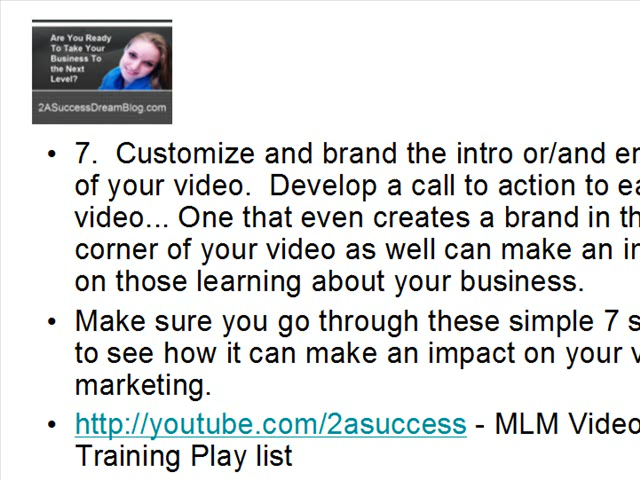 Are You Ready
To Take Your
Business To
the Next
Level?
2ASuccessDreamBlog.com
• 7. Customize and brand the intro or/and
of your video. Develop a call to action to
video... One that even creates a brand in
corner of your video as well can make an
on those learning about your business.
• Make sure you go through these simple 7
to see how it can make an impact on your
marketing.
• http://youtube.com/2asuccess - MLM Video
Training Play list